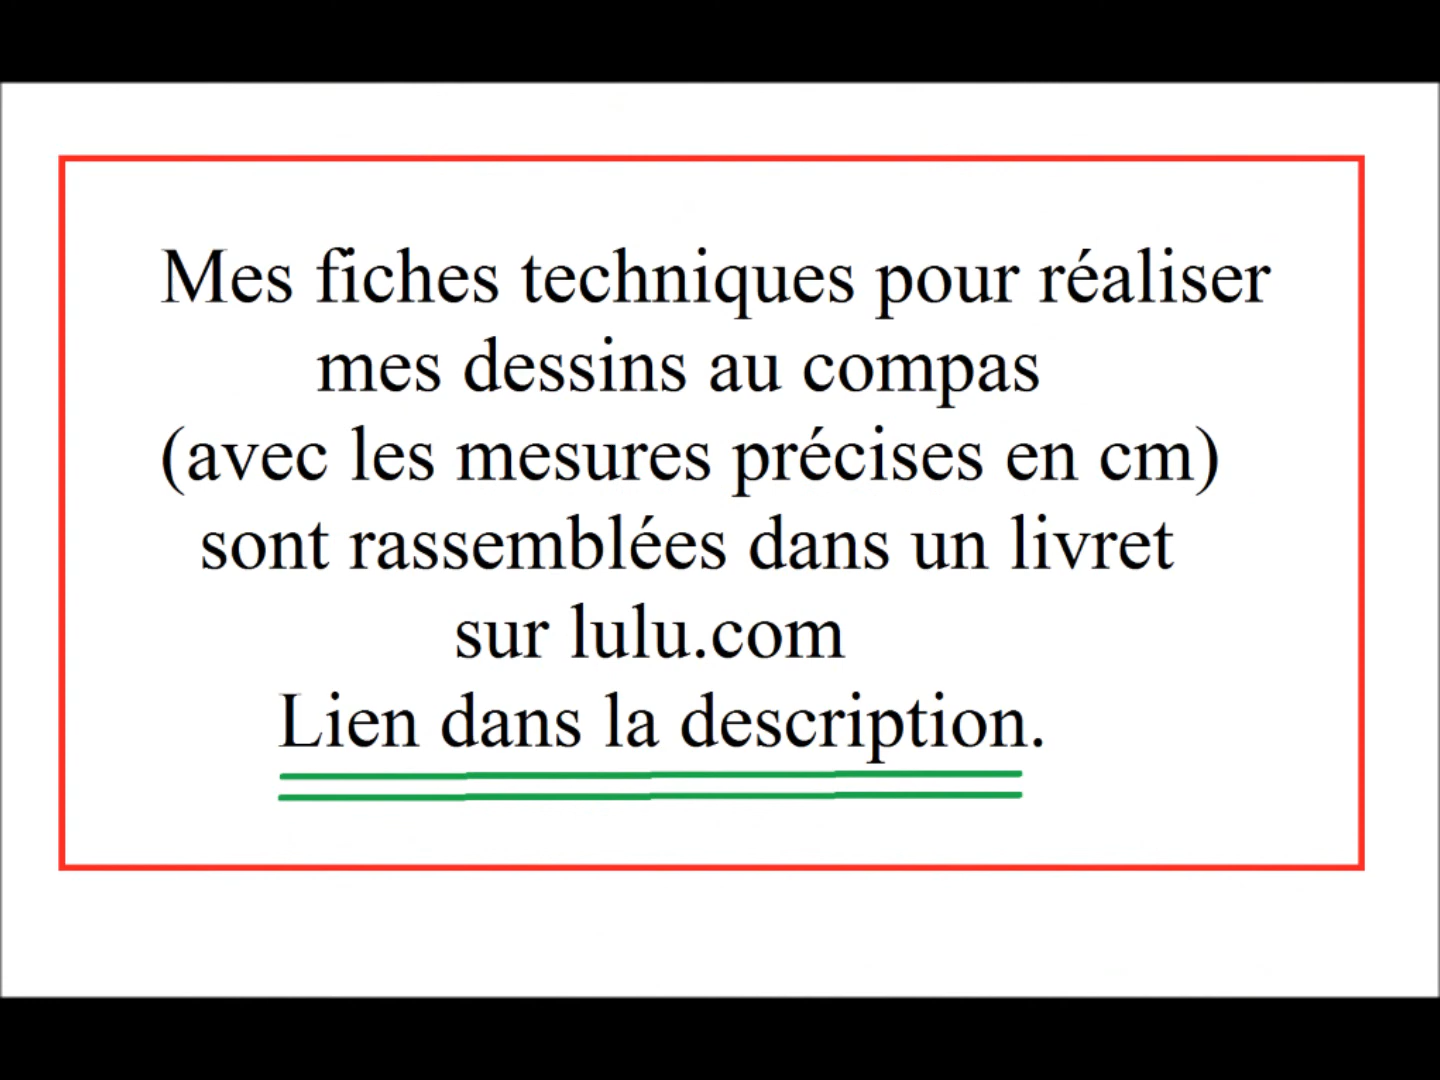 Mes fiches techniques pour réaliser
mes dessins au compas
(avec les mesures précises en cm)
sont rassemblées dans un livret
sur lulu.com
Lien dans la description.